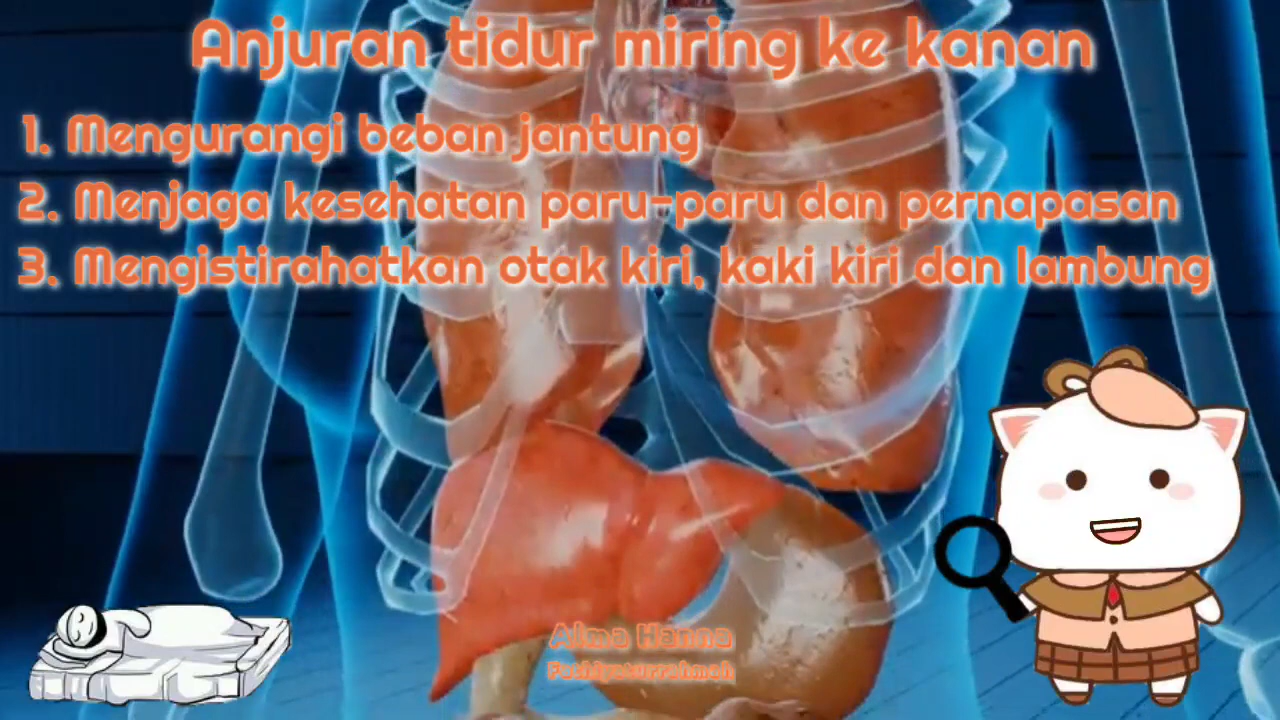 Anjuran tidur miring ke kanan
1. Mengurangi beban jantung
2. Menjaga kesehatan paru-paru dan pernapasan
3. Mengistirahatkan otak kiri, kaki kiri dan lambung
Alma Hanna